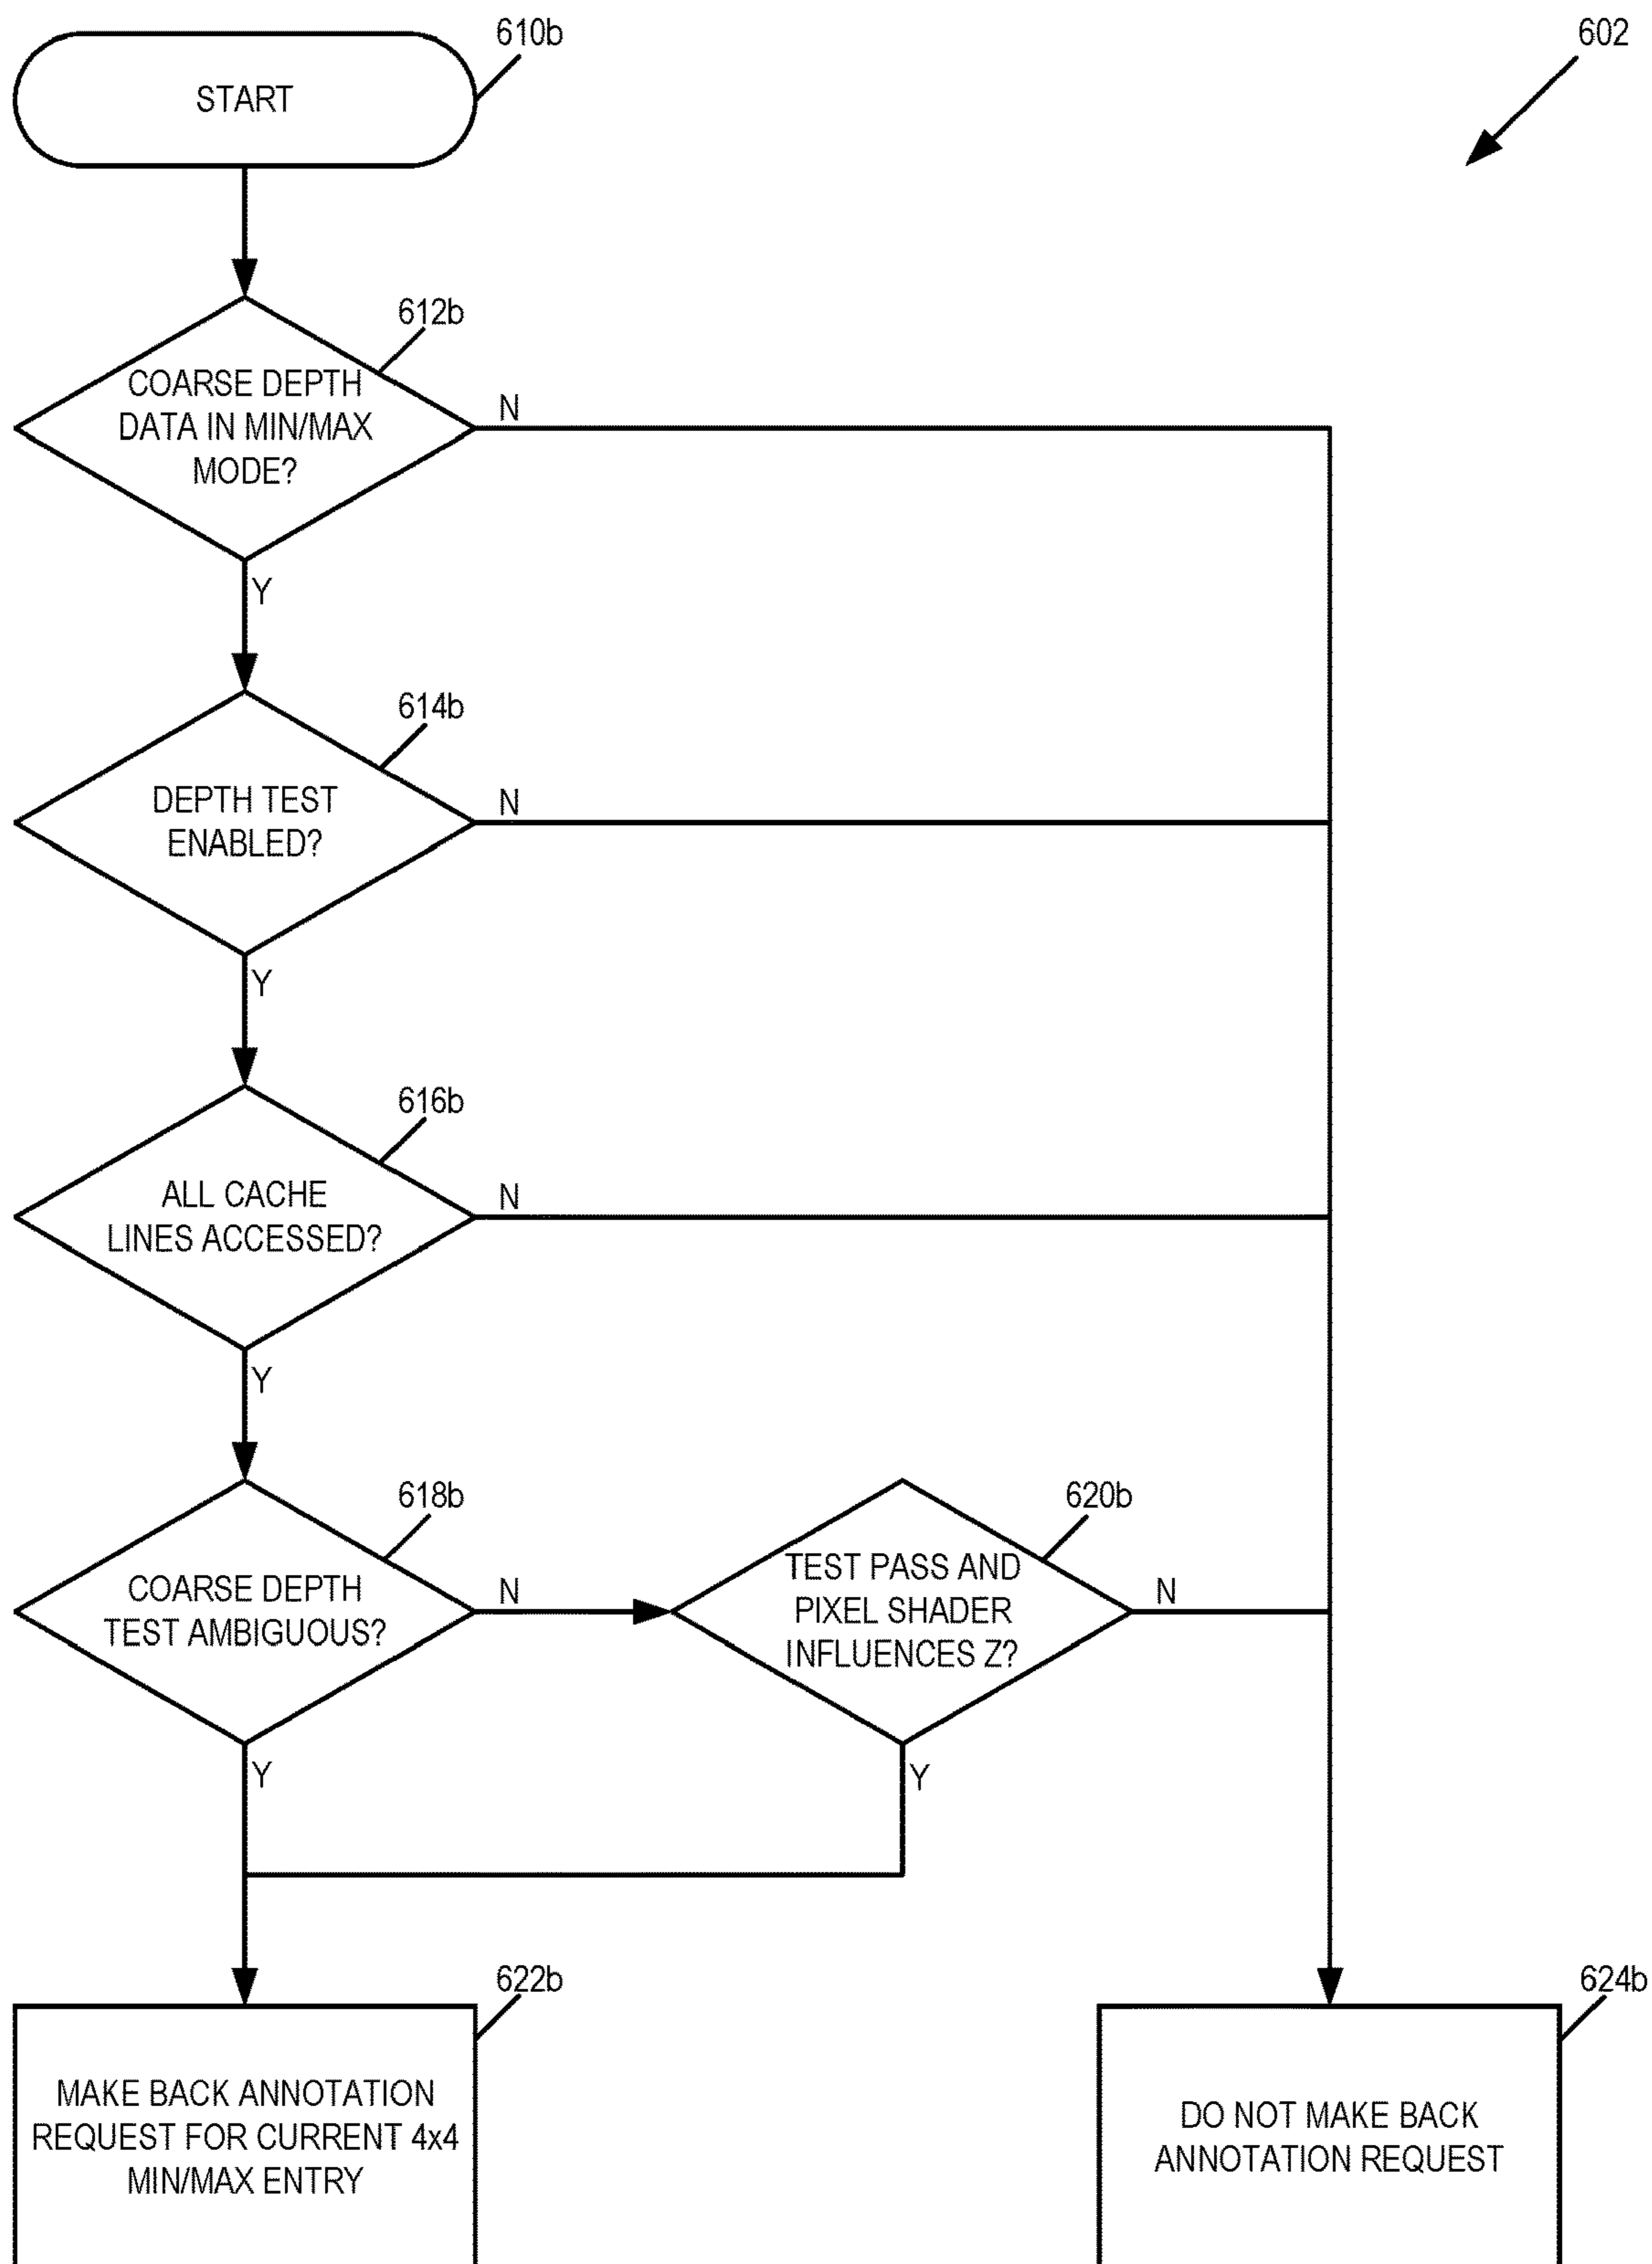 610b
602
START
612b
COARSE DEPTH
DATA IN MIN/MAX
MODE?
N
Y
614b
DEPTH TEST
ENABLED?
N
Y
616b
ALL CACHE
LINES ACCESSED?
N
Y
618b
COARSE DEPTH
TEST AMBIGUOUS?
N
620b
TEST PASS AND
PIXEL SHADER
INFLUENCES Z?
N
Y
Y
622b
MAKE BACK ANNOTATION
REQUEST FOR CURRENT 4x4
MIN/MAX ENTRY
624b
DO NOT MAKE BACK
ANNOTATION REQUEST